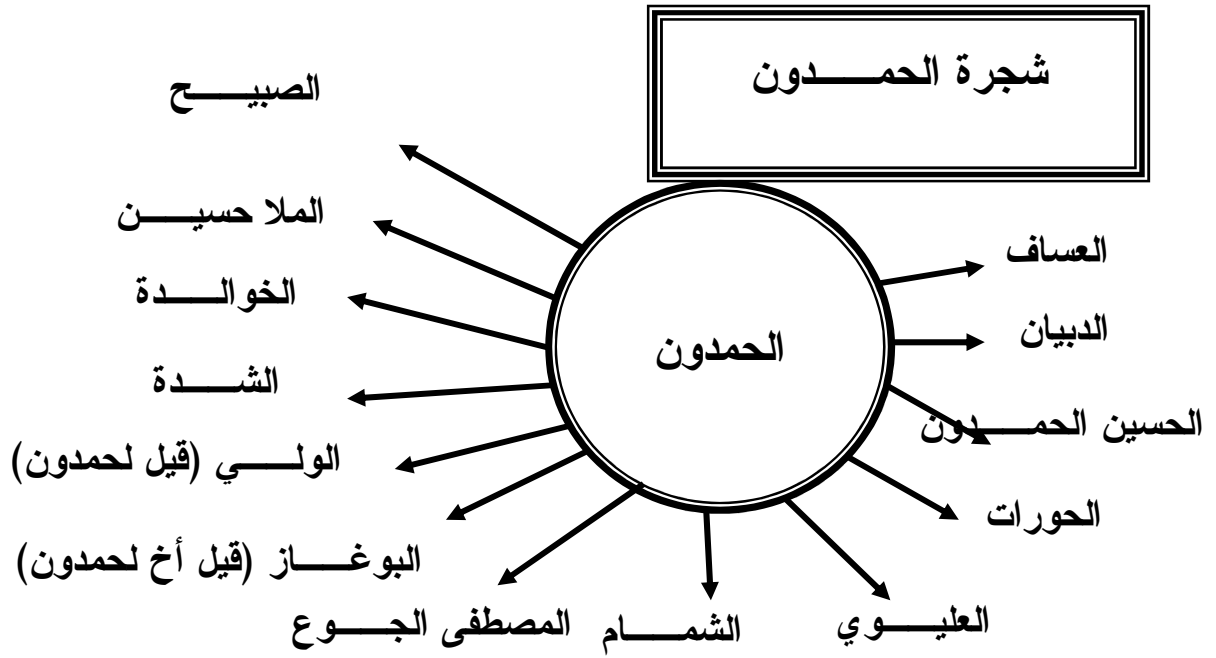 شجرة الحمـــدون
الصبيـــح
الملا حسيـــن
العساف
الخوالـــدة
الدبيان
الحمدون
الشـــدة
الحسين الحمـــدون
الولـــي (قيل لحمدون)
الحورات
البوغـــاز (قيل أخ لحمدون)
العليـــوي
الشمـــام
المصطفى الجـــوع